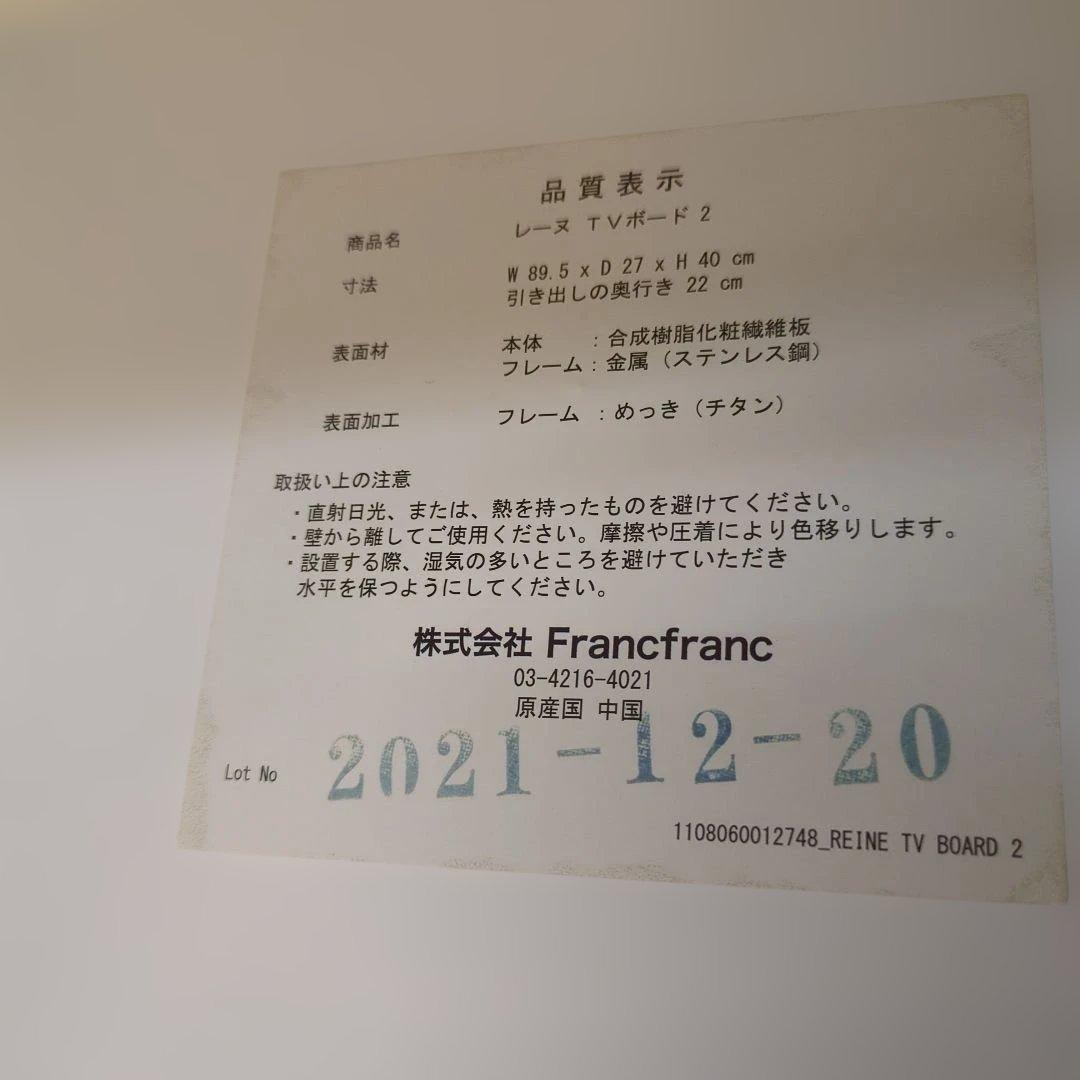 品質表示
商品名 レーヌ TVボード 2
寸法 W 89.5 x D 27 x H 40 cm
引き出しの奥行き 22 cm
表面材 本体 : 合成樹脂化粧繊維板
フレーム : 金属 (ステンレス鋼)
表面加工 フレーム : めっき (チタン)
取扱い上の注意
・直射日光、または、熱を持ったものを避けてください。
・壁から離してご使用ください。摩擦や圧着により色移りします。
・設置する際、湿気の多いところを避けていただき
水平を保つようにしてください。
株式会社 Francfranc
03-4216-4021
原産国 中国
Lot No 2021-12-20
1108060012748_REINE TV BOARD 2